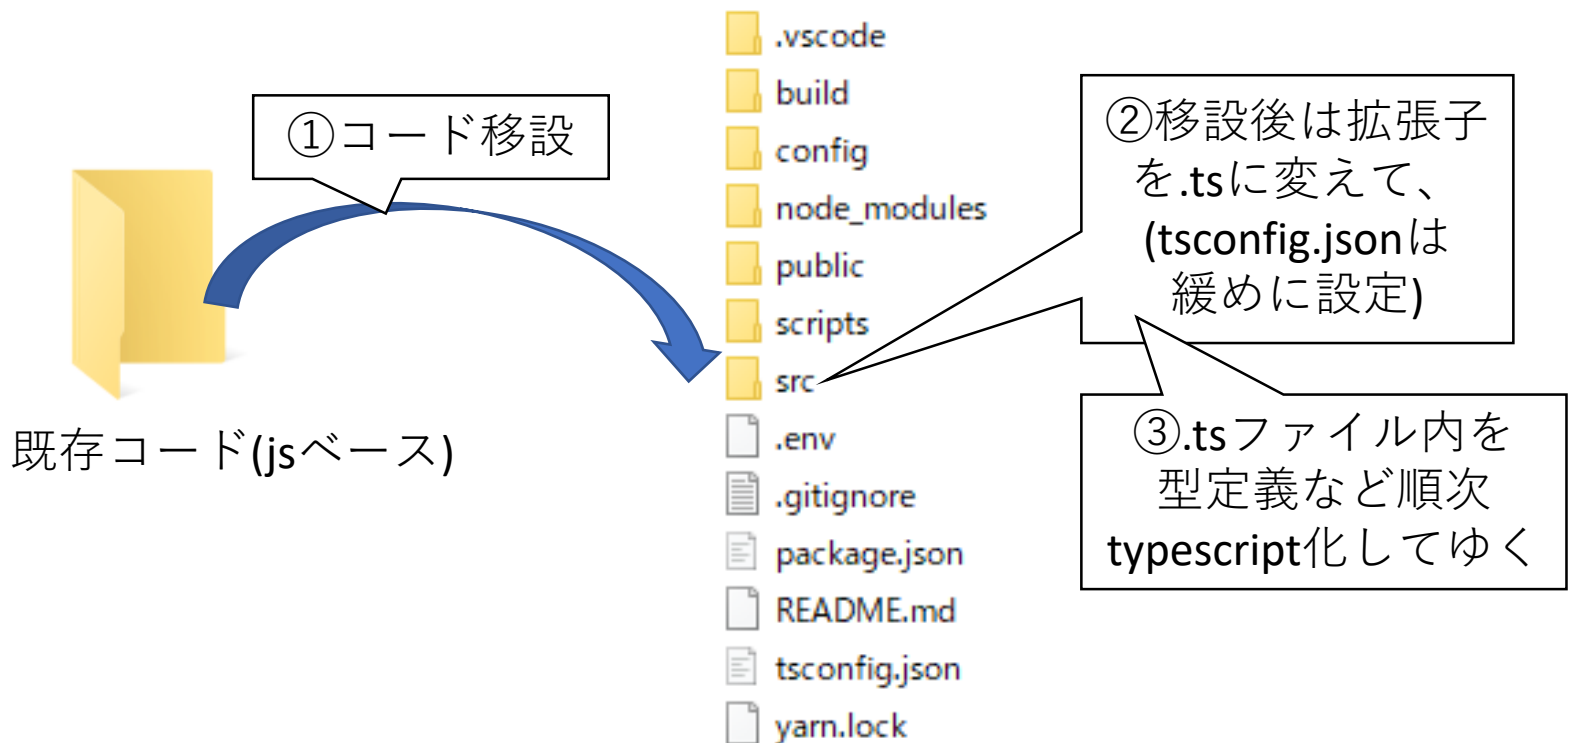 ①コード移設
既存コード(jsベース)
.vscode
build
config
node_modules
public
scripts
src
.env
.gitignore
package.json
README.md
tsconfig.json
yarn.lock
②移設後は拡張子
を.tsに変えて、
(tsconfig.jsonは
緩めに設定)
③.tsファイル内を
型定義など順次
typescript化してゆく